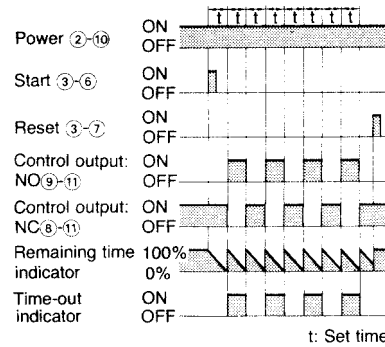 t t t t t t t t
Power ②-⑩ ON
OFF
Start ③-⑥ ON
OFF
Reset ③-⑦ ON
OFF
Control output: ON
NO⑨-⑪ OFF
Control output: ON
NC⑧-⑪ OFF
Remaining time 100%
indicator 0%
Time-out ON
indicator OFF
t: Set time